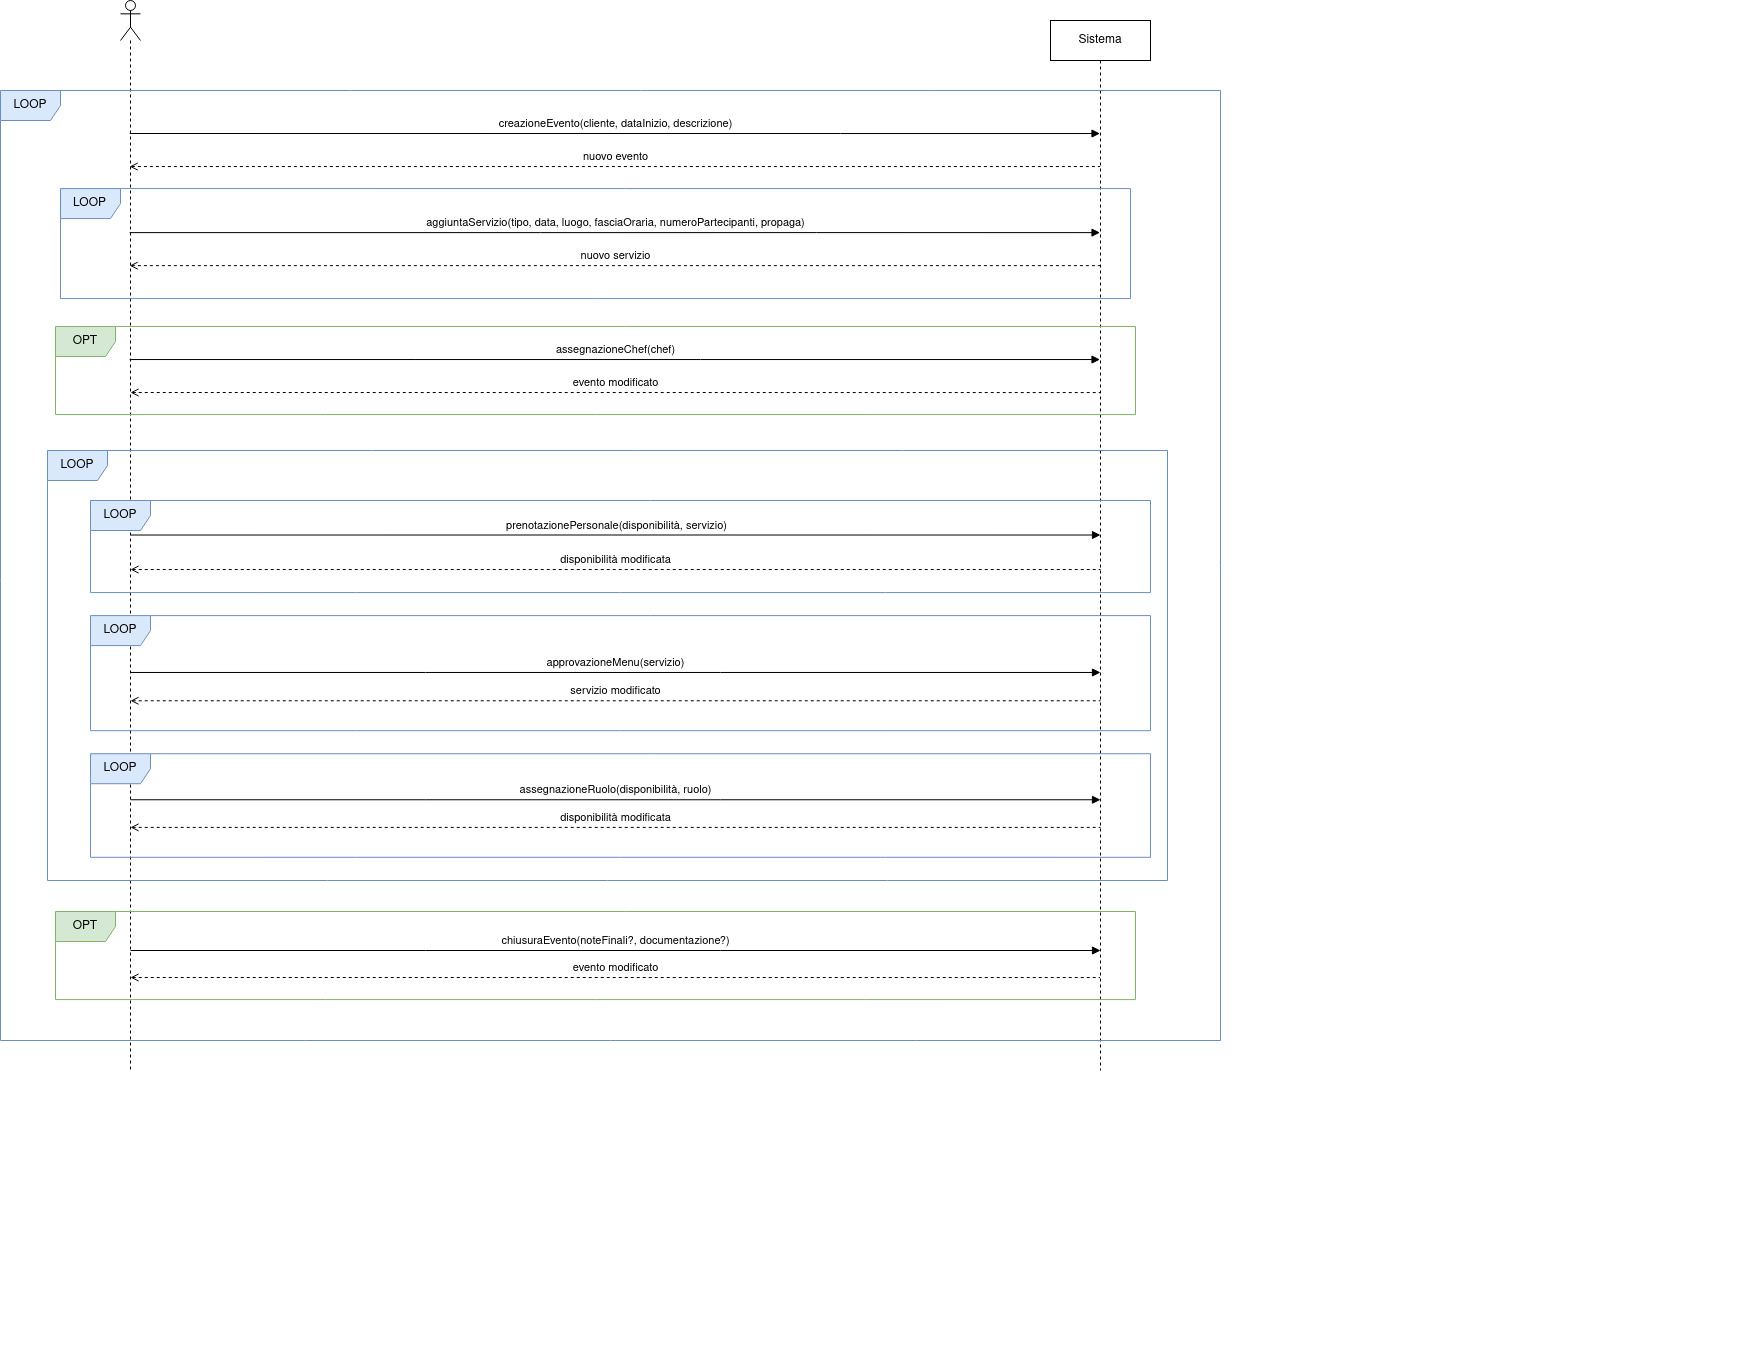 Sistema
LOOP
creazioneEvento(cliente, dataInizio, descrizione)
nuovo evento
LOOP
aggiuntaServizio(tipo, data, luogo, fasciaOraria, numeroPartecipanti, propaga)
nuovo servizio
OPT
assegnazioneChef(chef)
evento modificato
LOOP
LOOP
prenotazionePersonale(disponibilità, servizio)
disponibilità modificata
LOOP
approvazioneMenu(servizio)
servizio modificato
LOOP
assegnazioneRuolo(disponibilità, ruolo)
disponibilità modificata
OPT
chiusuraEvento(noteFinali?, documentazione?)
evento modificato